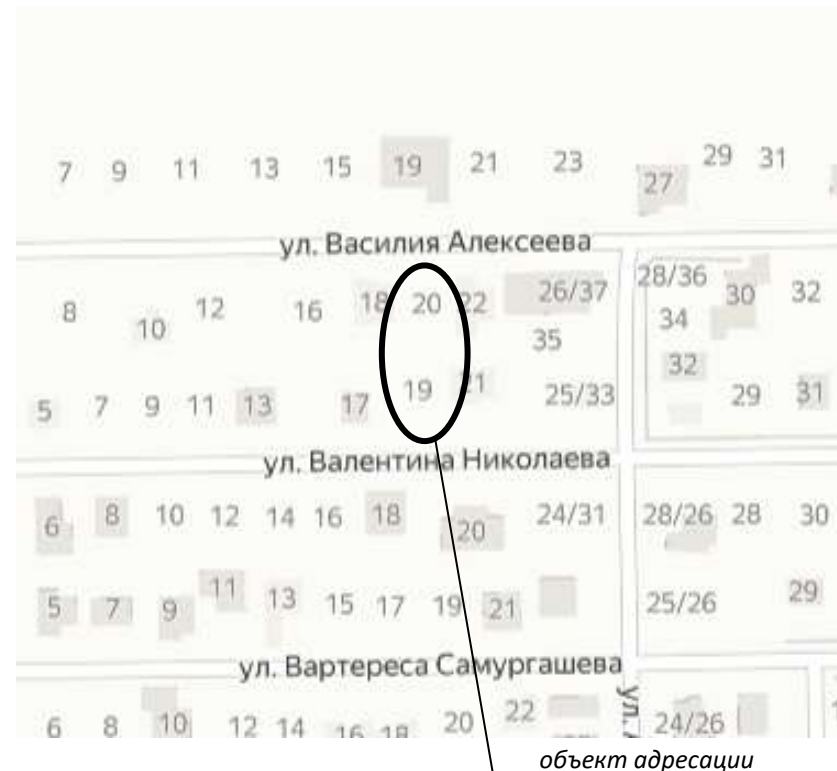 7 9 11 13 15 19 21 23 27 29 31
ул. Василия Алексеева
8 10 12 16 18 20 22 26/37 28/36 30 32
35 34
32
5 7 9 11 13 17 19 21 25/33 29 31
ул. Валентина Николаева
6 8 10 12 14 16 18 20 24/31 28/26 28 30
5 7 9 11 13 15 17 19 21 25/26 29
ул. Вартереса Самургашева
ул.
6 8 10 12 14 16 18 20 22 24/26
объект адресации